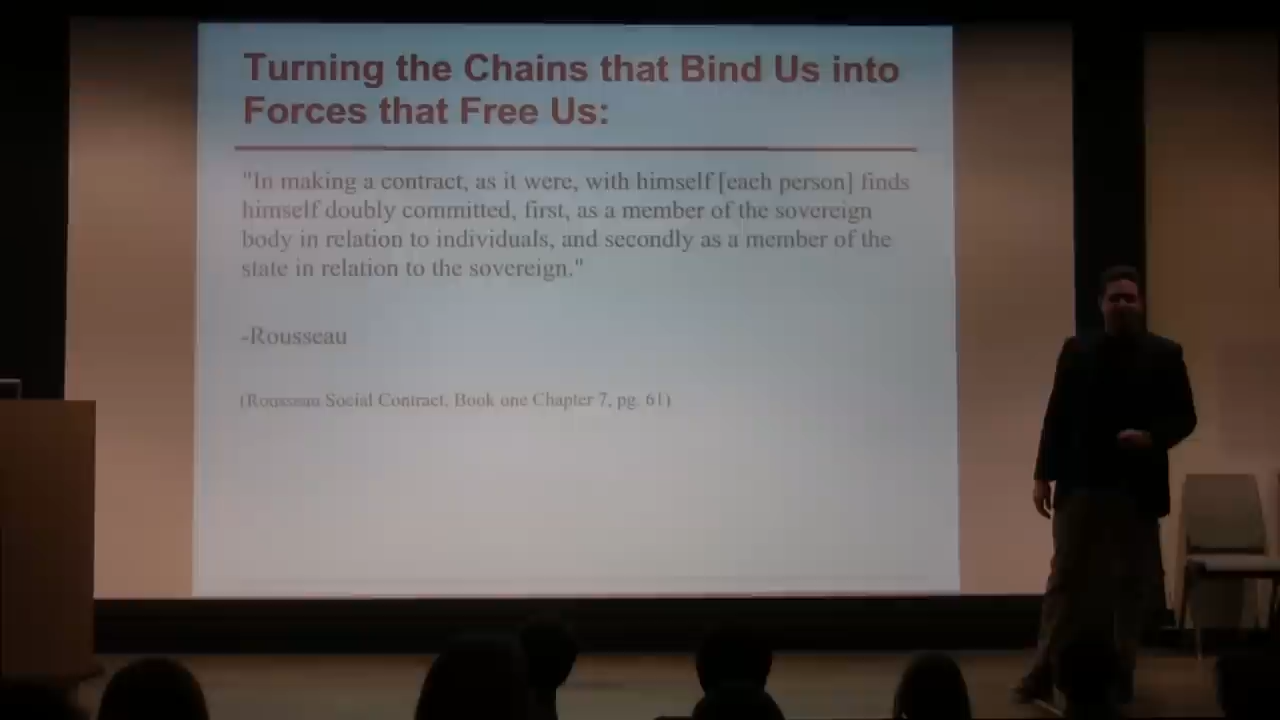 Turning the Chains that Bind Us into
Forces that Free Us:
"In making a contract, as it were, with himself [each person] finds
himself doubly committed, first, as a member of the sovereign
body in relation to individuals, and secondly as a member of the
state in relation to the sovereign."
-Rousseau
(Rousseau Social Contract, Book one Chapter 7, pg. 61)